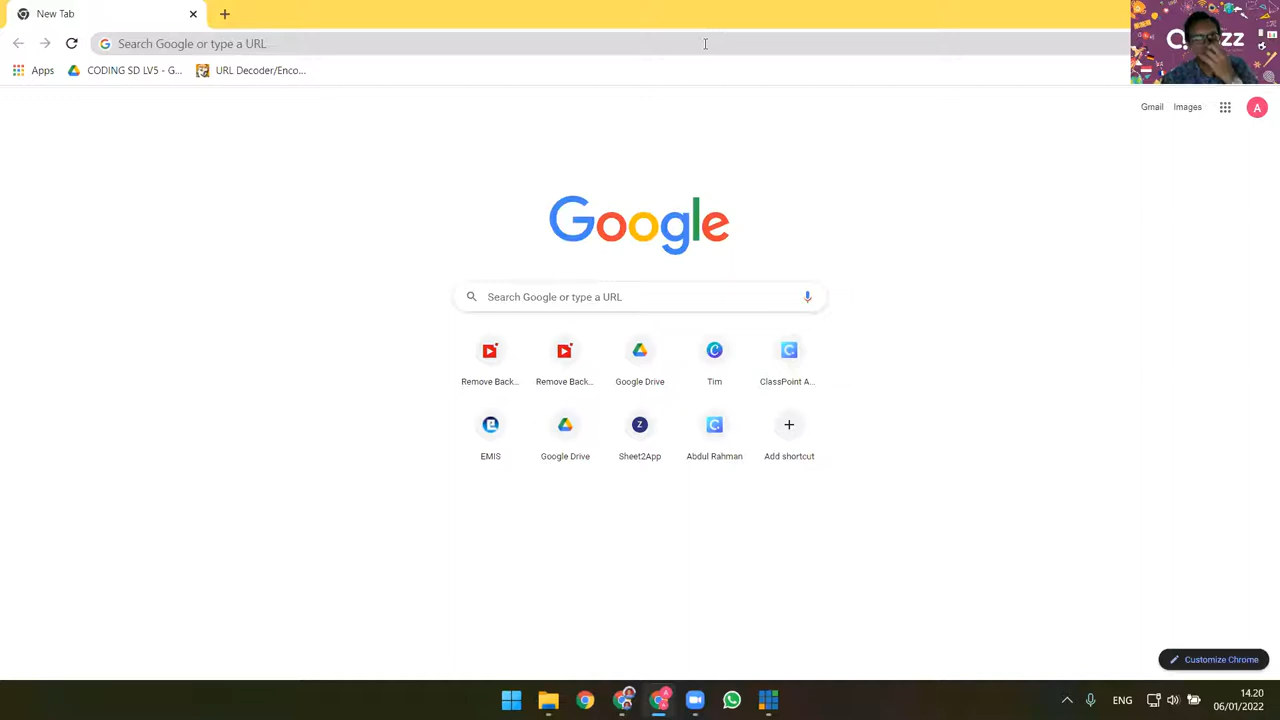 New Tab
Search Google or type a URL
Apps
CODING SD LV5 - G...
URL Decoder/Enco...
Gmail
Images
A
Google
Search Google or type a URL
Remove Back...
Remove Back...
Google Drive
Tim
ClassPoint A...
EMIS
Google Drive
Sheet2App
Abdul Rahman
Add shortcut
Customize Chrome
ENG
14.20
06/01/2022